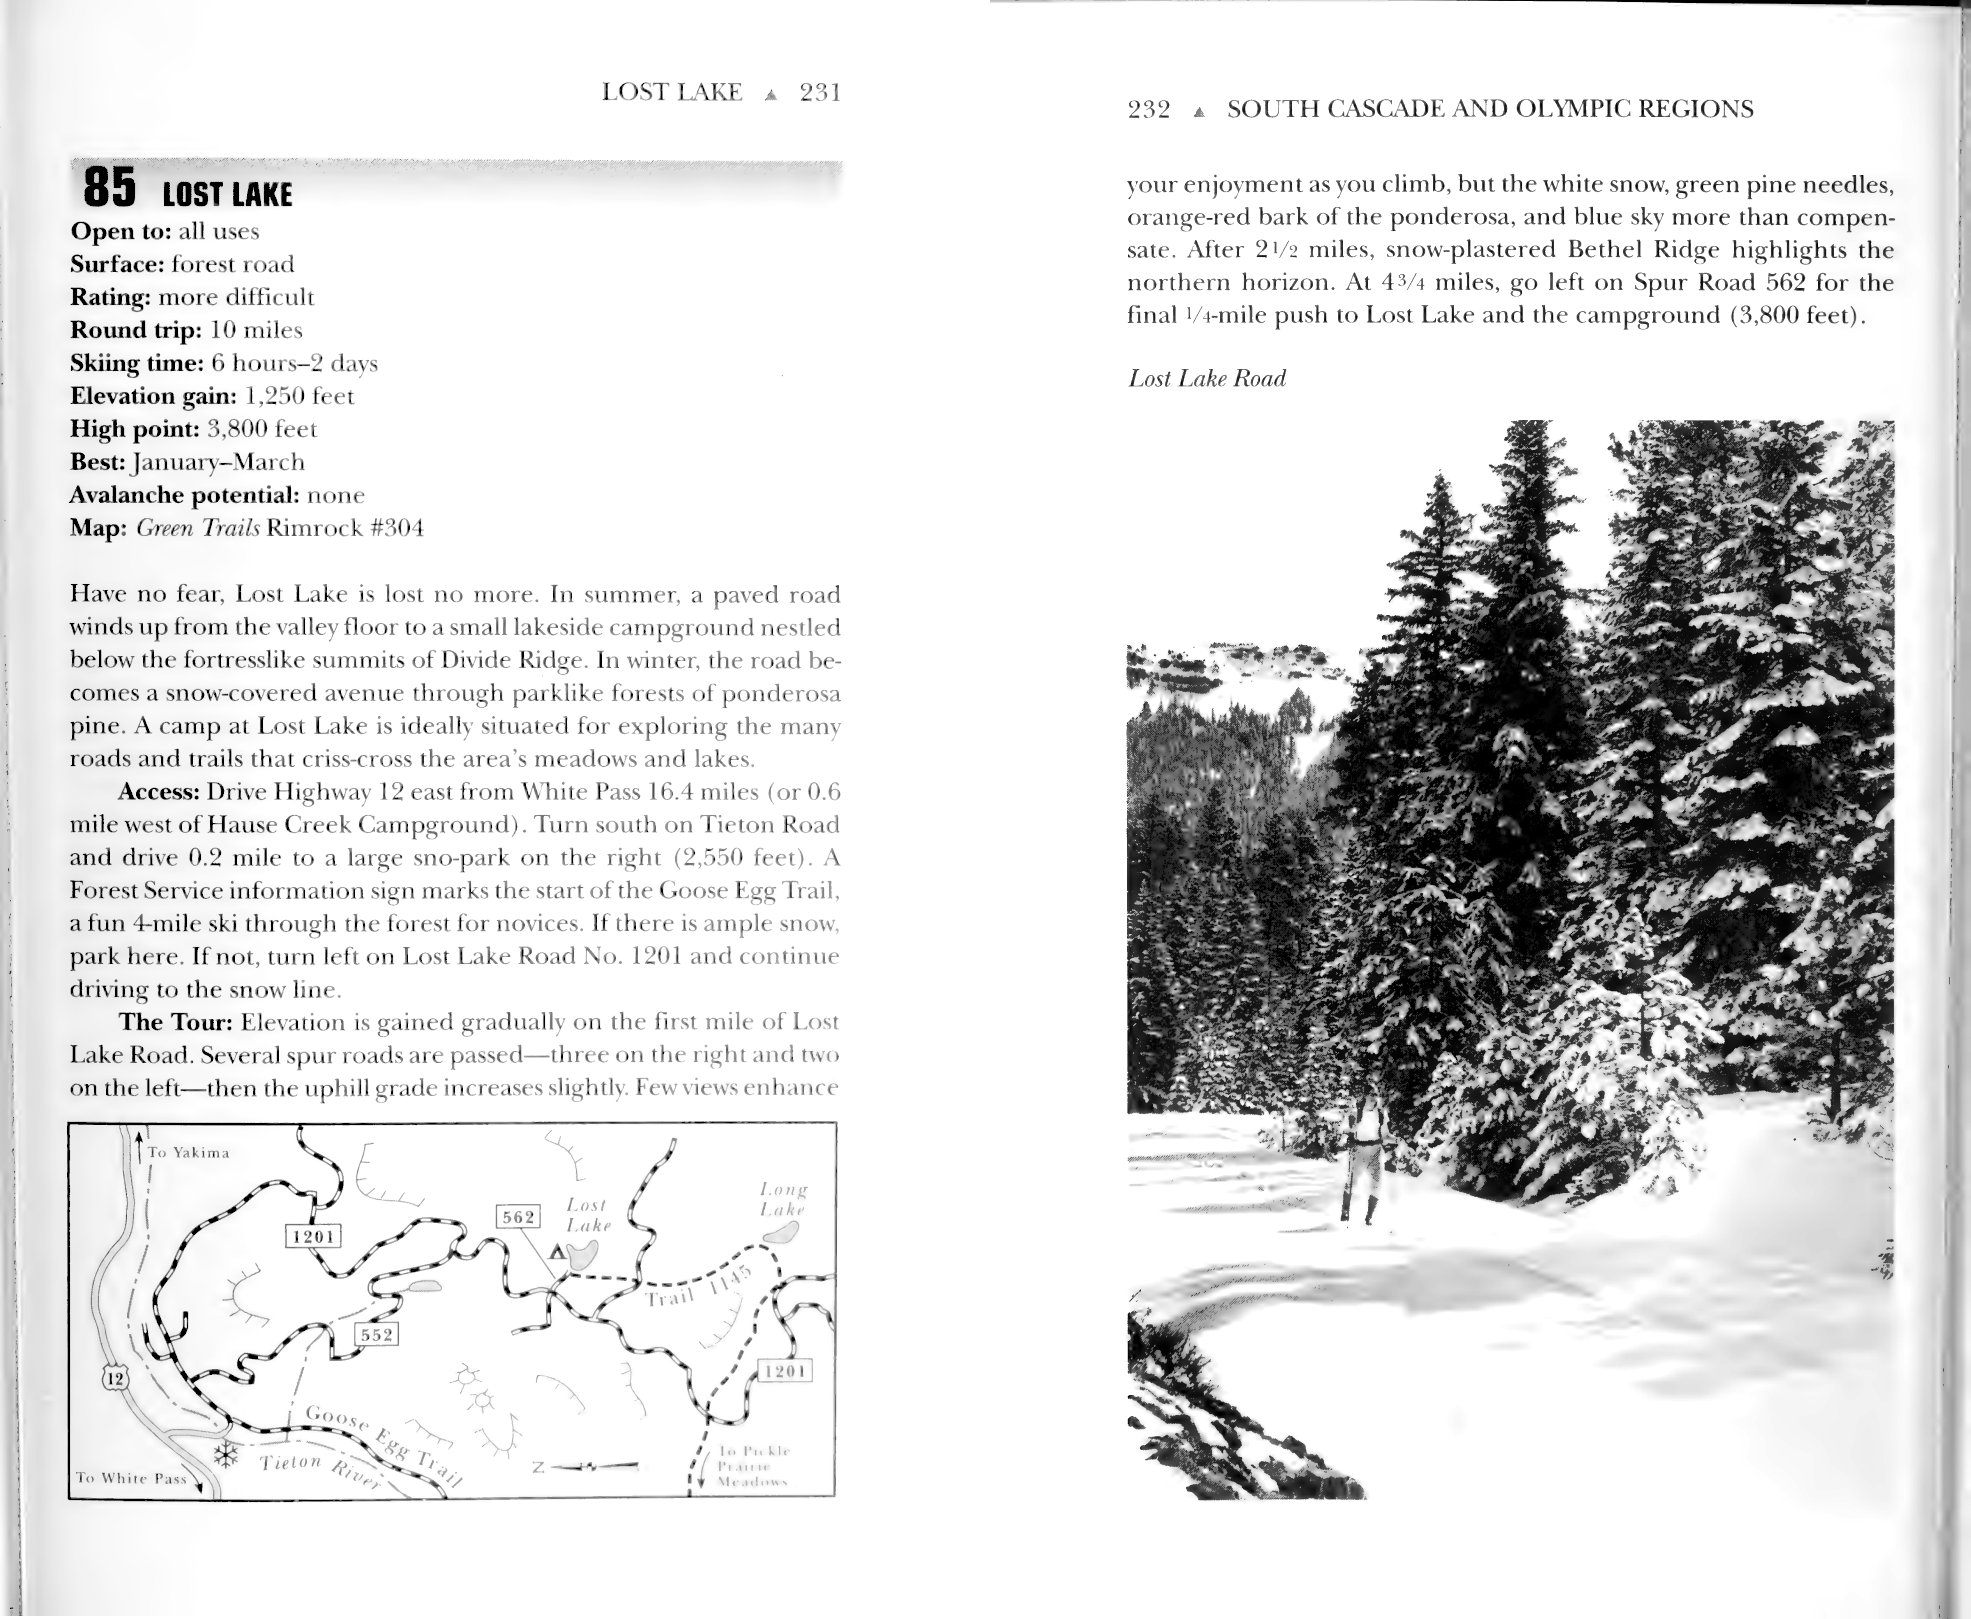 LOST LAKE ▲ 231
85 LOST LAKE
Open to: all uses
Surface: forest road
Rating: more difficult
Round trip: 10 miles
Skiing time: 6 hours–2 days
Elevation gain: 1,250 feet
High point: 3,800 feet
Best: January–March
Avalanche potential: none
Map: Green Trails Rimrock #304
Have no fear, Lost Lake is lost no more. In summer, a paved road
winds up from the valley floor to a small lakeside campground nestled
below the fortresslike summits of Divide Ridge. In winter, the road be-
comes a snow-covered avenue through parklike forests of ponderosa
pine. A camp at Lost Lake is ideally situated for exploring the many
roads and trails that criss-cross the area's meadows and lakes.
Access: Drive Highway 12 east from White Pass 16.4 miles (or 0.6
mile west of Hause Creek Campground). Turn south on Tieton Road
and drive 0.2 mile to a large sno-park on the right (2,550 feet). A
Forest Service information sign marks the start of the Goose Egg Trail,
a fun 4-mile ski through the forest for novices. If there is ample snow,
park here. If not, turn left on Lost Lake Road No. 1201 and continue
driving to the snow line.
The Tour: Elevation is gained gradually on the first mile of Lost
Lake Road. Several spur roads are passed—three on the right and two
on the left—then the uphill grade increases slightly. Few views enhance
To Yakima
1201
562
Lost
Lake
Long
Lake
Trail 1145
552
12
1201
Goose Egg Trail
Tieton River
To White Pass
N
To Pickle
Prairie
Meadows
232 ▲ SOUTH CASCADE AND OLYMPIC REGIONS
your enjoyment as you climb, but the white snow, green pine needles,
orange-red bark of the ponderosa, and blue sky more than compen-
sate. After 2 1/2 miles, snow-plastered Bethel Ridge highlights the
northern horizon. At 4 3/4 miles, go left on Spur Road 562 for the
final 1/4-mile push to Lost Lake and the campground (3,800 feet).
Lost Lake Road